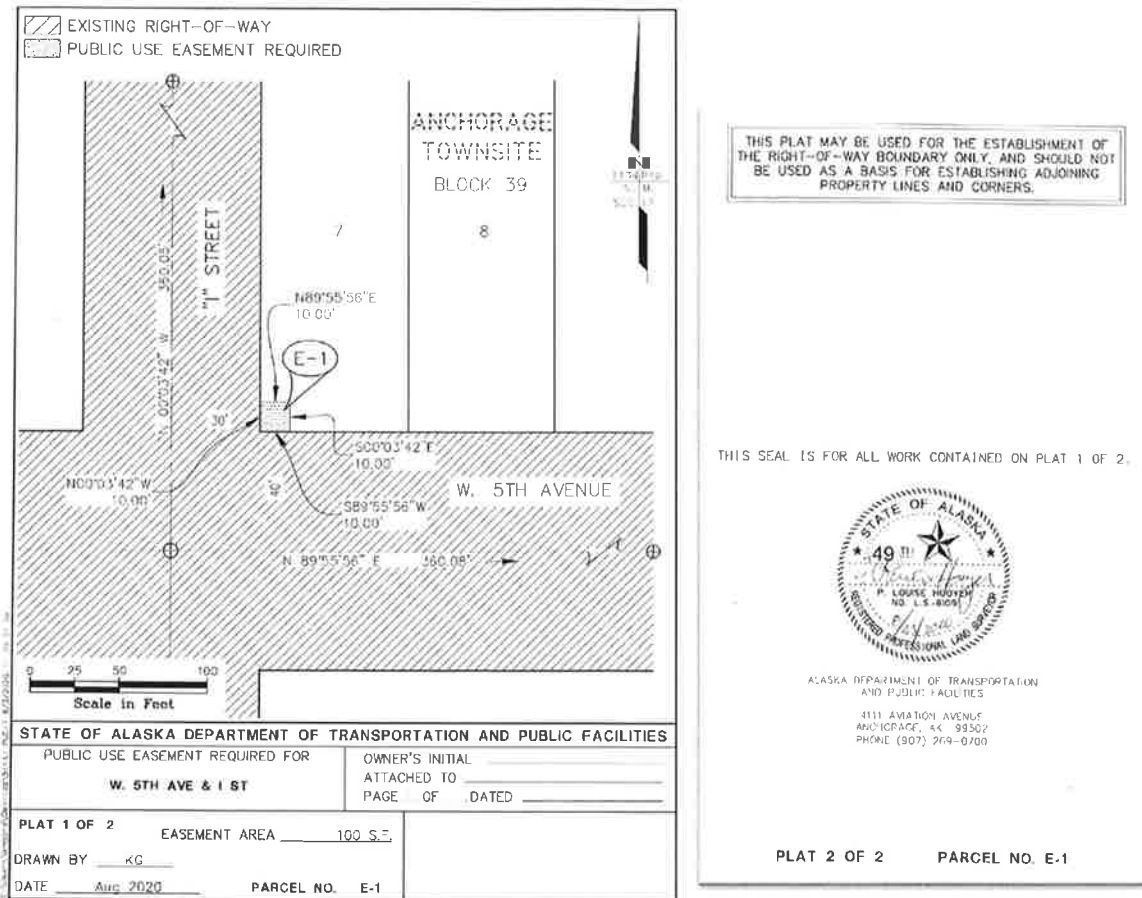 EXISTING RIGHT-OF-WAY
PUBLIC USE EASEMENT REQUIRED
ANCHORAGE
TOWNSITE
BLOCK 39
7
8
N
"I" STREET
N 00°03'42" W 350.05'
N89°55'56"E
10.00'
E-1
30'
N00°03'42"W
10.00'
S00°03'42"E
10.00'
40'
S89°55'56"W
10.00'
W. 5TH AVENUE
N 89°55'56" E 360.08'
0 25 50 100
Scale in Feet
STATE OF ALASKA DEPARTMENT OF TRANSPORTATION AND PUBLIC FACILITIES
PUBLIC USE EASEMENT REQUIRED FOR
W. 5TH AVE & I ST
OWNER'S INITIAL
ATTACHED TO
PAGE OF DATED
PLAT 1 OF 2
EASEMENT AREA 100 S.F.
DRAWN BY KG
DATE Aug 2020
PARCEL NO. E-1
THIS PLAT MAY BE USED FOR THE ESTABLISHMENT OF
THE RIGHT-OF-WAY BOUNDARY ONLY, AND SHOULD NOT
BE USED AS A BASIS FOR ESTABLISHING ADJOINING
PROPERTY LINES AND CORNERS.
THIS SEAL IS FOR ALL WORK CONTAINED ON PLAT 1 OF 2.
STATE OF ALASKA
49 TH
P. LOUISE
NO. L.S.-8109
REGISTERED PROFESSIONAL LAND SURVEYOR
ALASKA DEPARTMENT OF TRANSPORTATION
AND PUBLIC FACILITIES
4111 AVIATION AVENUE
ANCHORAGE, AK 99502
PHONE (907) 269-0700
PLAT 2 OF 2 PARCEL NO. E-1